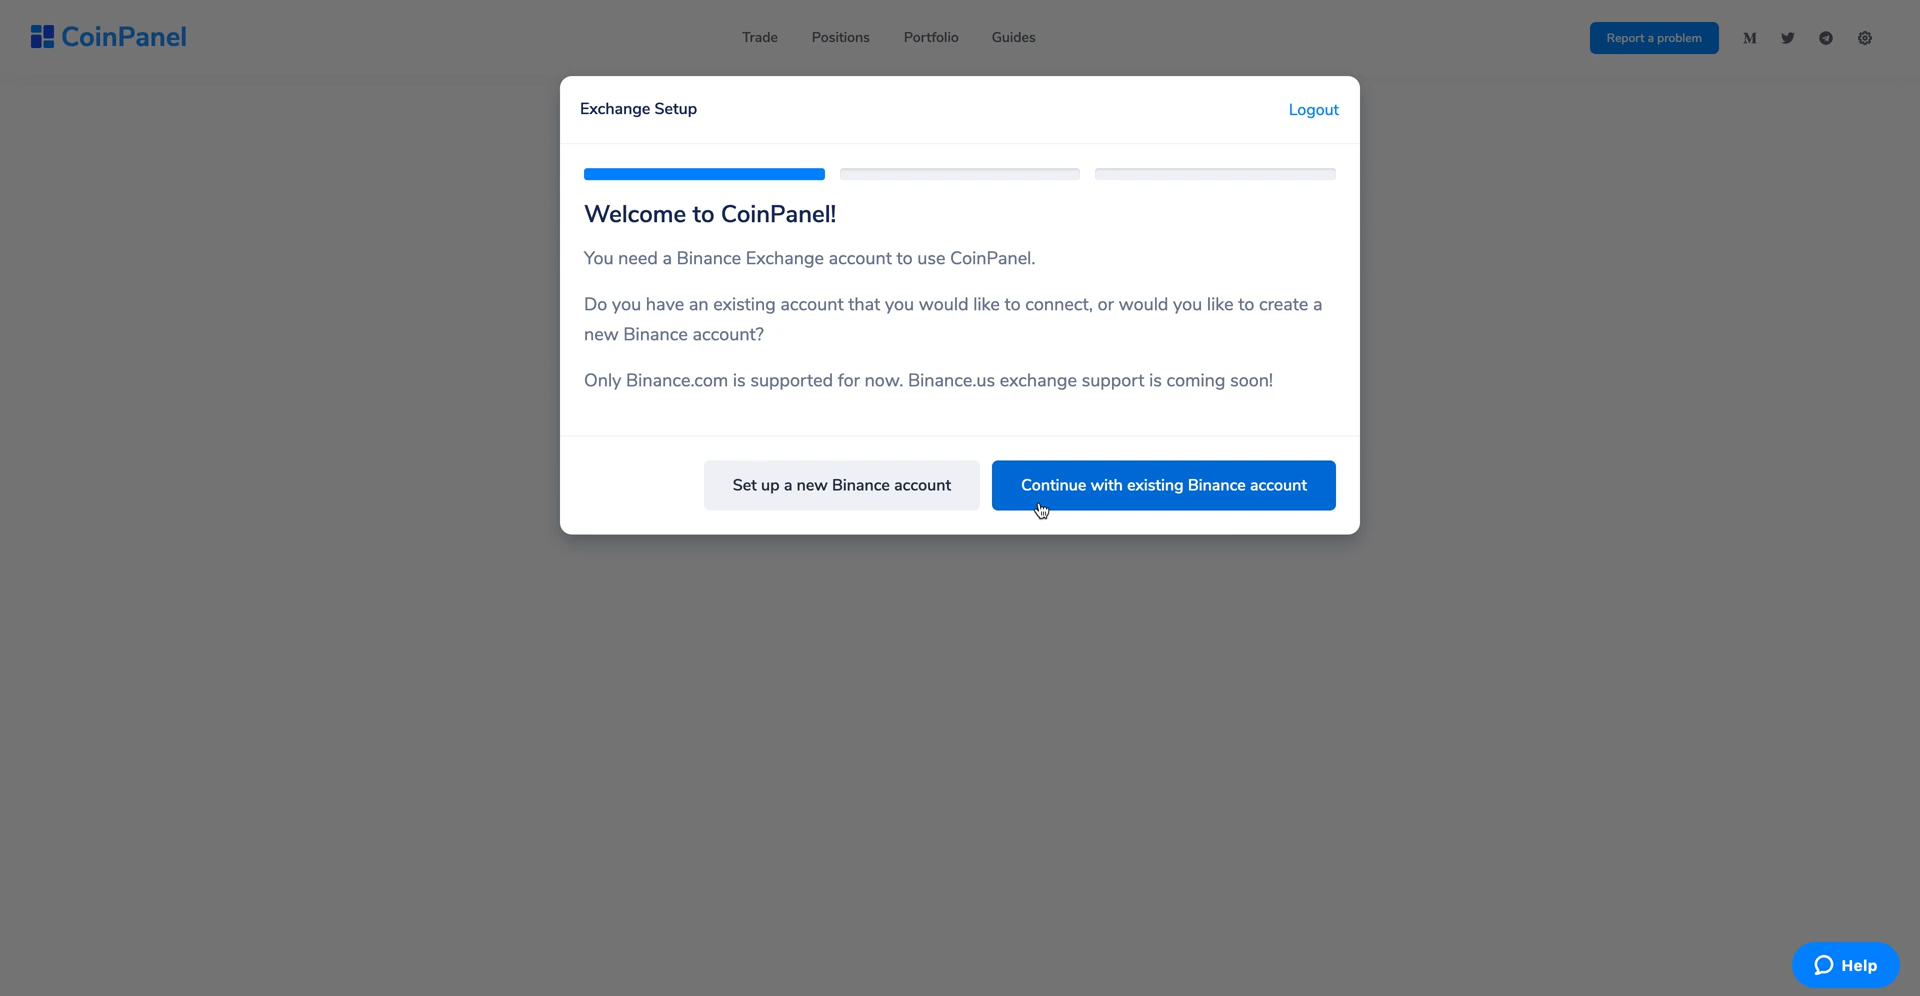 CoinPanel
Trade Positions Portfolio Guides
Report a problem
Exchange Setup
Logout
Welcome to CoinPanel!
You need a Binance Exchange account to use CoinPanel.
Do you have an existing account that you would like to connect, or would you like to create a
new Binance account?
Only Binance.com is supported for now. Binance.us exchange support is coming soon!
Set up a new Binance account
Continue with existing Binance account
Help